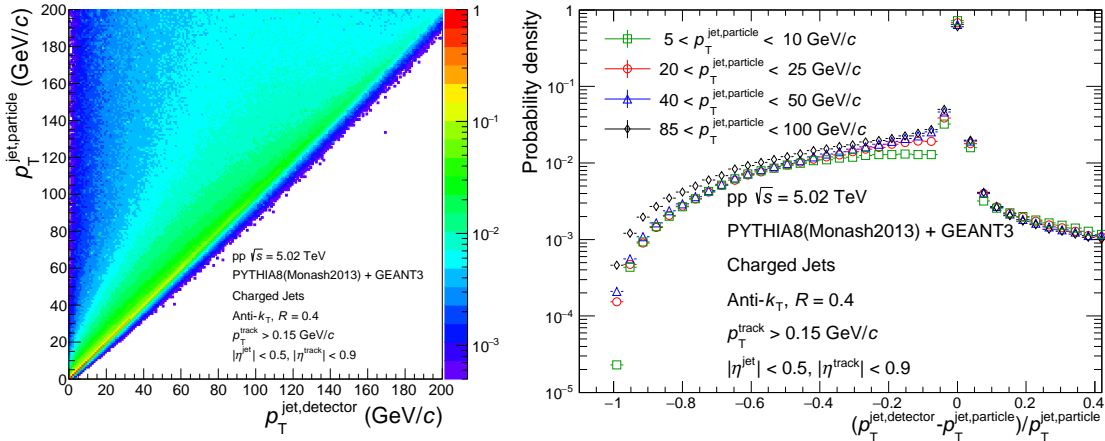 p_T^jet,particle (GeV/c)
200
180
160
140
120
100
80
60
40
20
0
pp √s = 5.02 TeV
PYTHIA8(Monash2013) + GEANT3
Charged Jets
Anti-k_T, R = 0.4
p_T^track > 0.15 GeV/c
|η^jet| < 0.5, |η^track| < 0.9
0 20 40 60 80 100 120 140 160 180 200
p_T^jet,detector (GeV/c)
1
10^−1
10^−2
10^−3
Probability density
1
10^−1
10^−2
10^−3
10^−4
10^−5
5 < p_T^jet,particle < 10 GeV/c
20 < p_T^jet,particle < 25 GeV/c
40 < p_T^jet,particle < 50 GeV/c
85 < p_T^jet,particle < 100 GeV/c
pp √s = 5.02 TeV
PYTHIA8(Monash2013) + GEANT3
Charged Jets
Anti-k_T, R = 0.4
p_T^track > 0.15 GeV/c
|η^jet| < 0.5, |η^track| < 0.9
−1 −0.8 −0.6 −0.4 −0.2 0 0.2 0.4
(p_T^jet,detector-p_T^jet,particle)/p_T^jet,particle